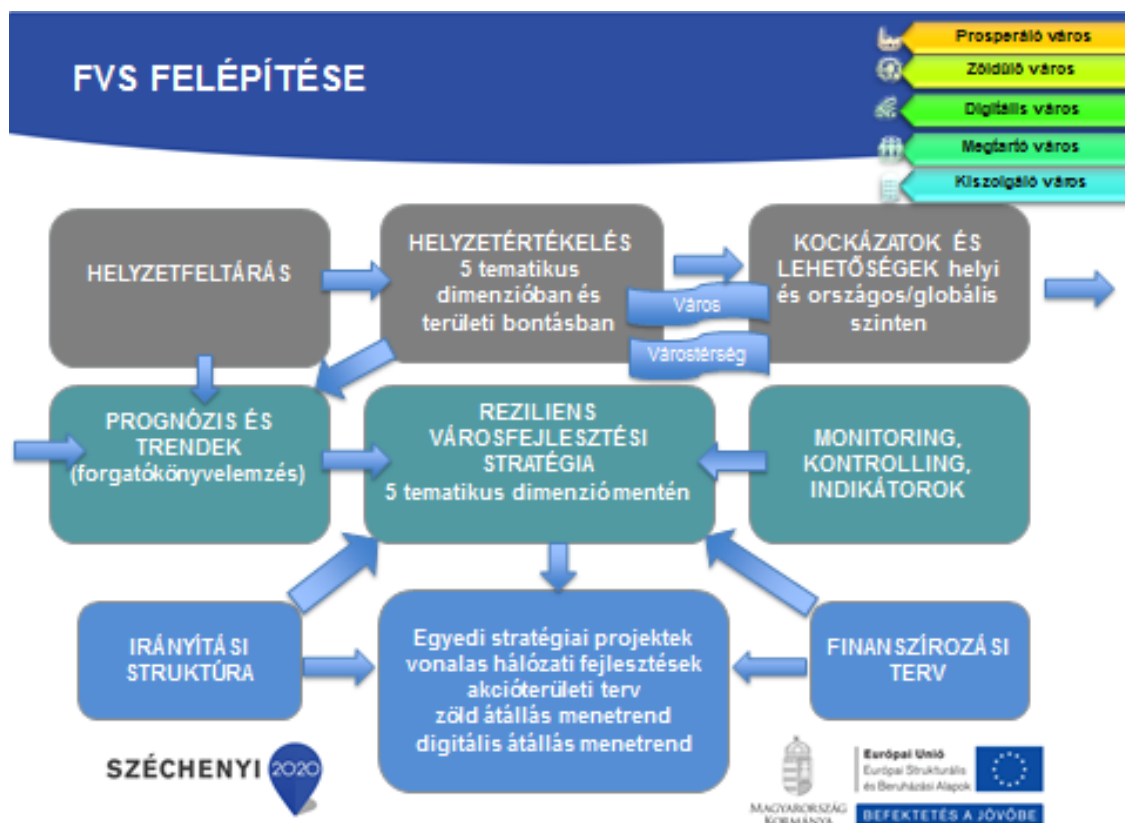 FVS FELÉPÍTÉSE
Prosperáló város
Zöldülő város
Digitális város
Megtartó város
Kiszolgáló város
HELYZETFELTÁRÁS
HELYZETÉRTÉKELÉS
5 tematikus
dimenzióban és
területi bontásban
Város
Várostérség
KOCKÁZATOK ÉS
LEHETŐSÉGEK helyi
és országos/globális
szinten
PROGNÓZIS ÉS
TRENDEK
(forgatókönyvelemzés)
REZILIENS
VÁROSFEJLESZTÉSI
STRATÉGIA
5 tematikus dimenziómentén
MONITORING,
KONTROLLING,
INDIKÁTOROK
IRÁNYÍTÁSI
STRUKTÚRA
Egyedi stratégiai projektek
vonalas hálózati fejlesztések
akcióterületi terv
zöld átállás menetrend
digitális átállás menetrend
FINANSZÍROZÁSI
TERV
SZÉCHENYI 2020
MAGYARORSZÁG
KORMÁNYA
Európai Unió
Európai Strukturális
és Beruházási Alapok
BEFEKTETÉS A JÖVŐBE